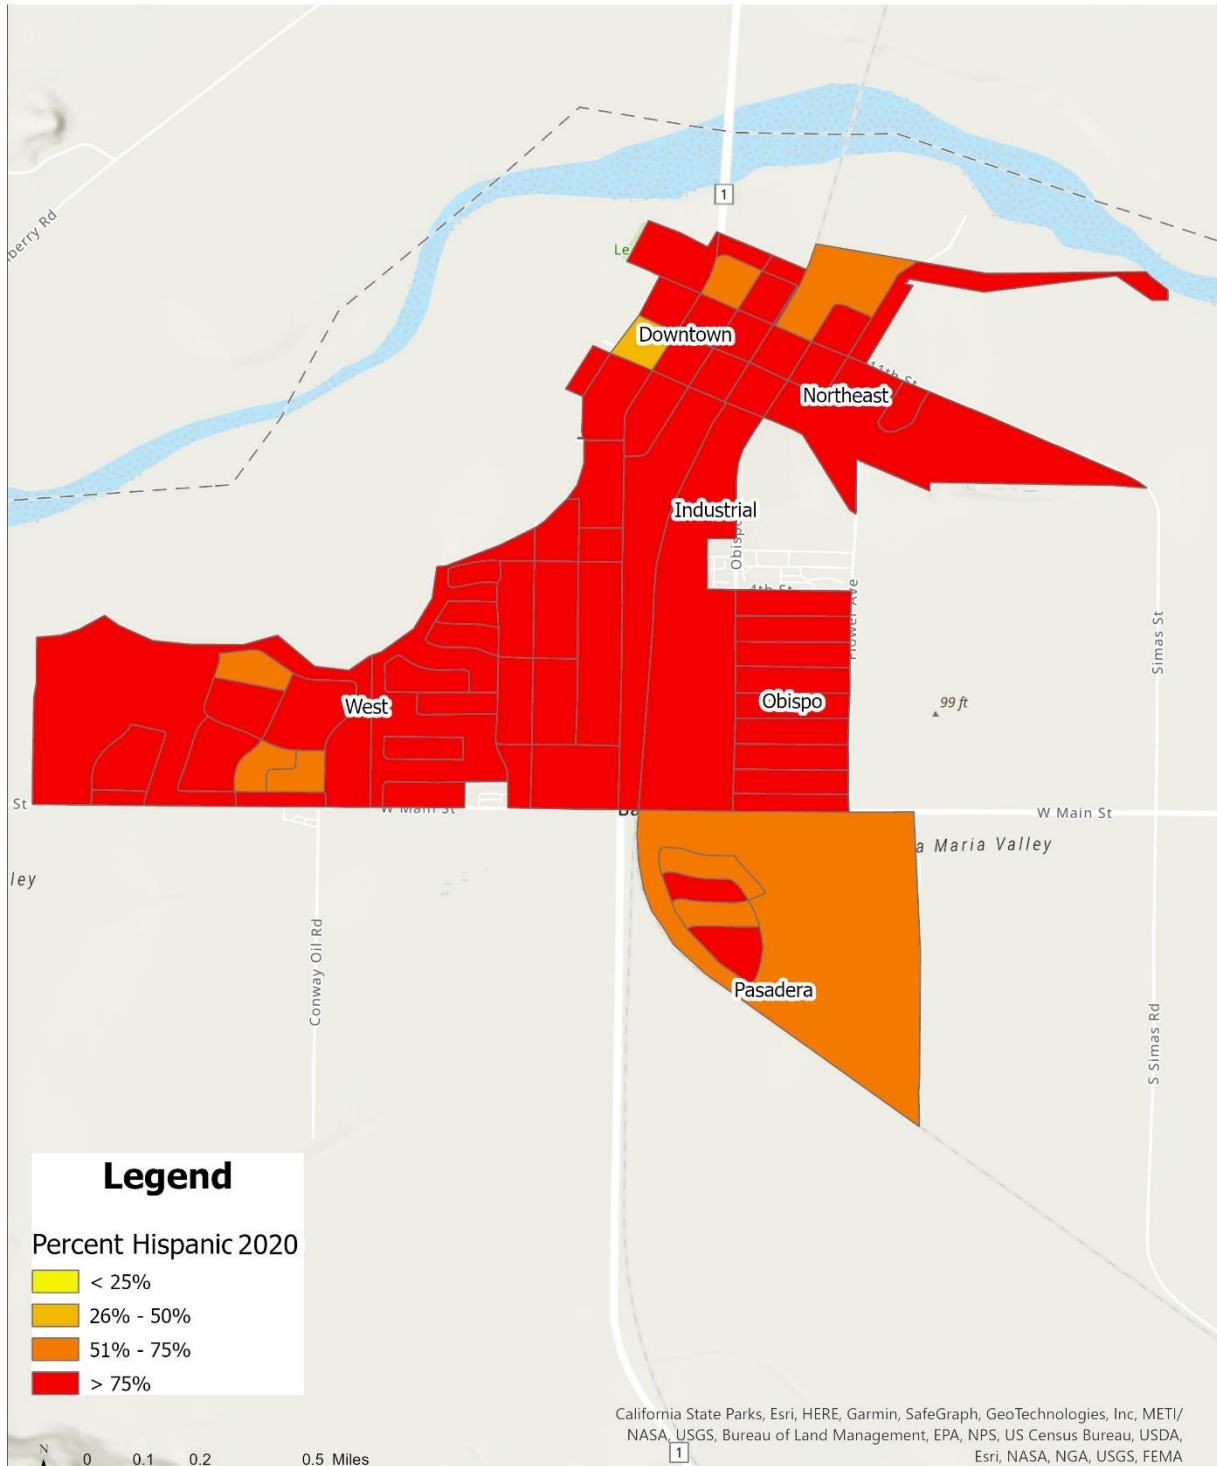 1
berry Rd
Le
Downtown
11th St
Northeast
Industrial
Obispo
4th St
Flower Ave
Simas St
West
Obispo
99 ft
St
W Main St
Ba
W Main St
a Maria Valley
ley
Conway Oil Rd
Pasadera
S Simas Rd
Legend
Percent Hispanic 2020
< 25%
26% - 50%
51% - 75%
> 75%
California State Parks, Esri, HERE, Garmin, SafeGraph, GeoTechnologies, Inc, METI/
NASA, USGS, Bureau of Land Management, EPA, NPS, US Census Bureau, USDA,
Esri, NASA, NGA, USGS, FEMA
1
N
0 0.1 0.2 0.5 Miles